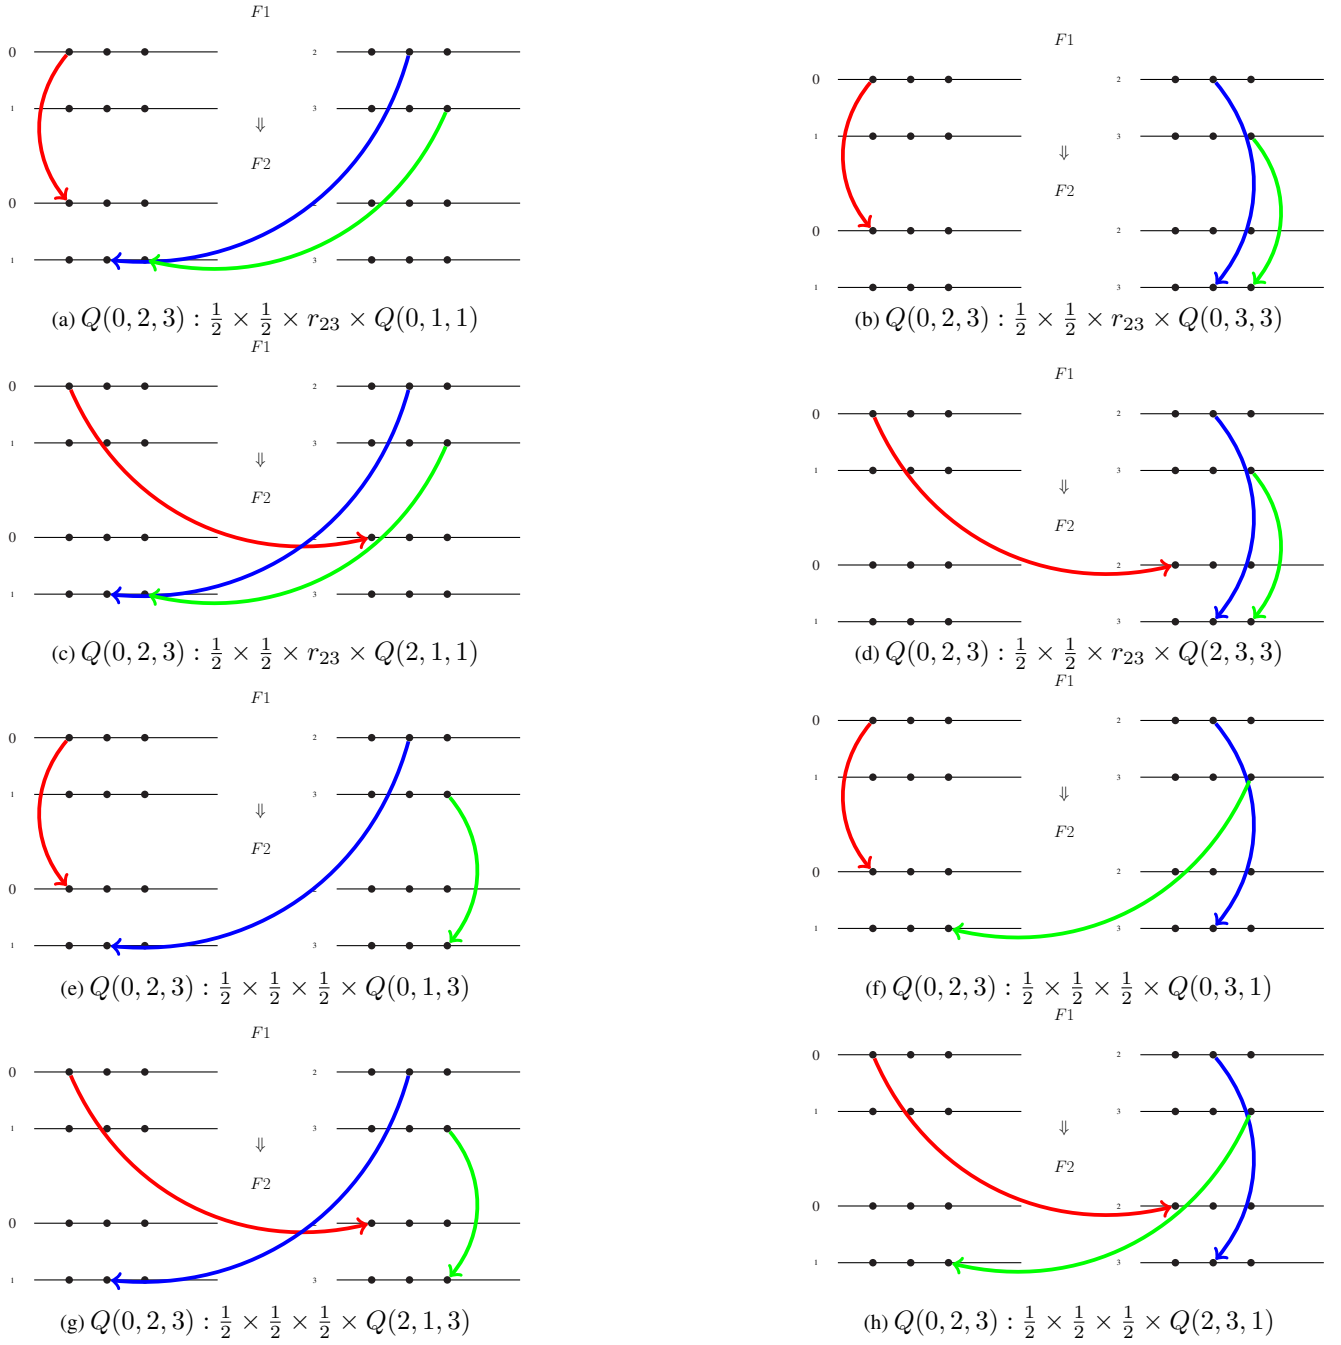 F1
0 2
1 3
⇓
F2
0
1 3
(a) Q(0, 2, 3) : 1/2 × 1/2 × r₂₃ × Q(0, 1, 1)
F1
0 2
1 3
⇓
F2
0 2
1 3
(b) Q(0, 2, 3) : 1/2 × 1/2 × r₂₃ × Q(0, 3, 3)
F1
0 2
1 3
⇓
F2
0
1 3
(c) Q(0, 2, 3) : 1/2 × 1/2 × r₂₃ × Q(2, 1, 1)
F1
0 2
1 3
⇓
F2
0 2
1 3
(d) Q(0, 2, 3) : 1/2 × 1/2 × r₂₃ × Q(2, 3, 3)
F1
0 2
1 3
⇓
F2
0
1 3
(e) Q(0, 2, 3) : 1/2 × 1/2 × 1/2 × Q(0, 1, 3)
F1
0 2
1 3
⇓
F2
0 2
1 3
(f) Q(0, 2, 3) : 1/2 × 1/2 × 1/2 × Q(0, 3, 1)
F1
0 2
1 3
⇓
F2
0
1 3
(g) Q(0, 2, 3) : 1/2 × 1/2 × 1/2 × Q(2, 1, 3)
F1
0 2
1 3
⇓
F2
0 2
1 3
(h) Q(0, 2, 3) : 1/2 × 1/2 × 1/2 × Q(2, 3, 1)